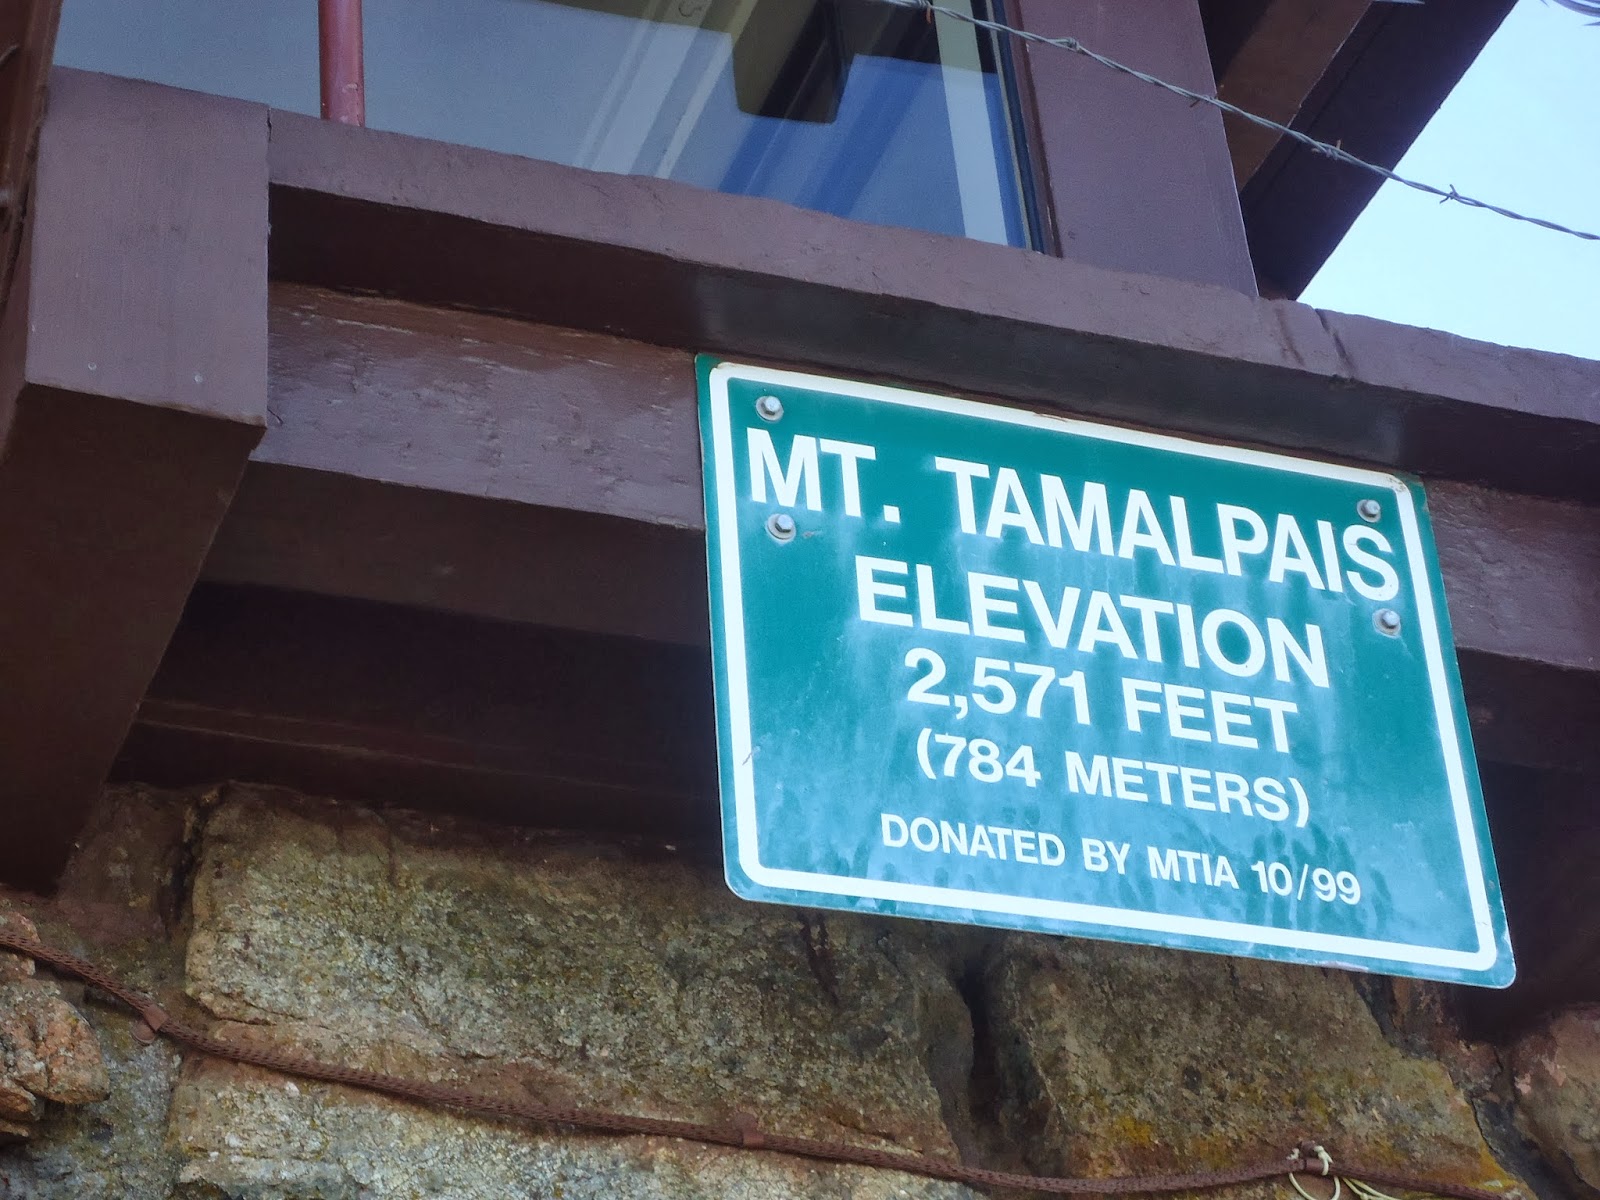 MT. TAMALPAIS
ELEVATION
2,571 FEET
(784 METERS)
DONATED BY MTIA 10/99